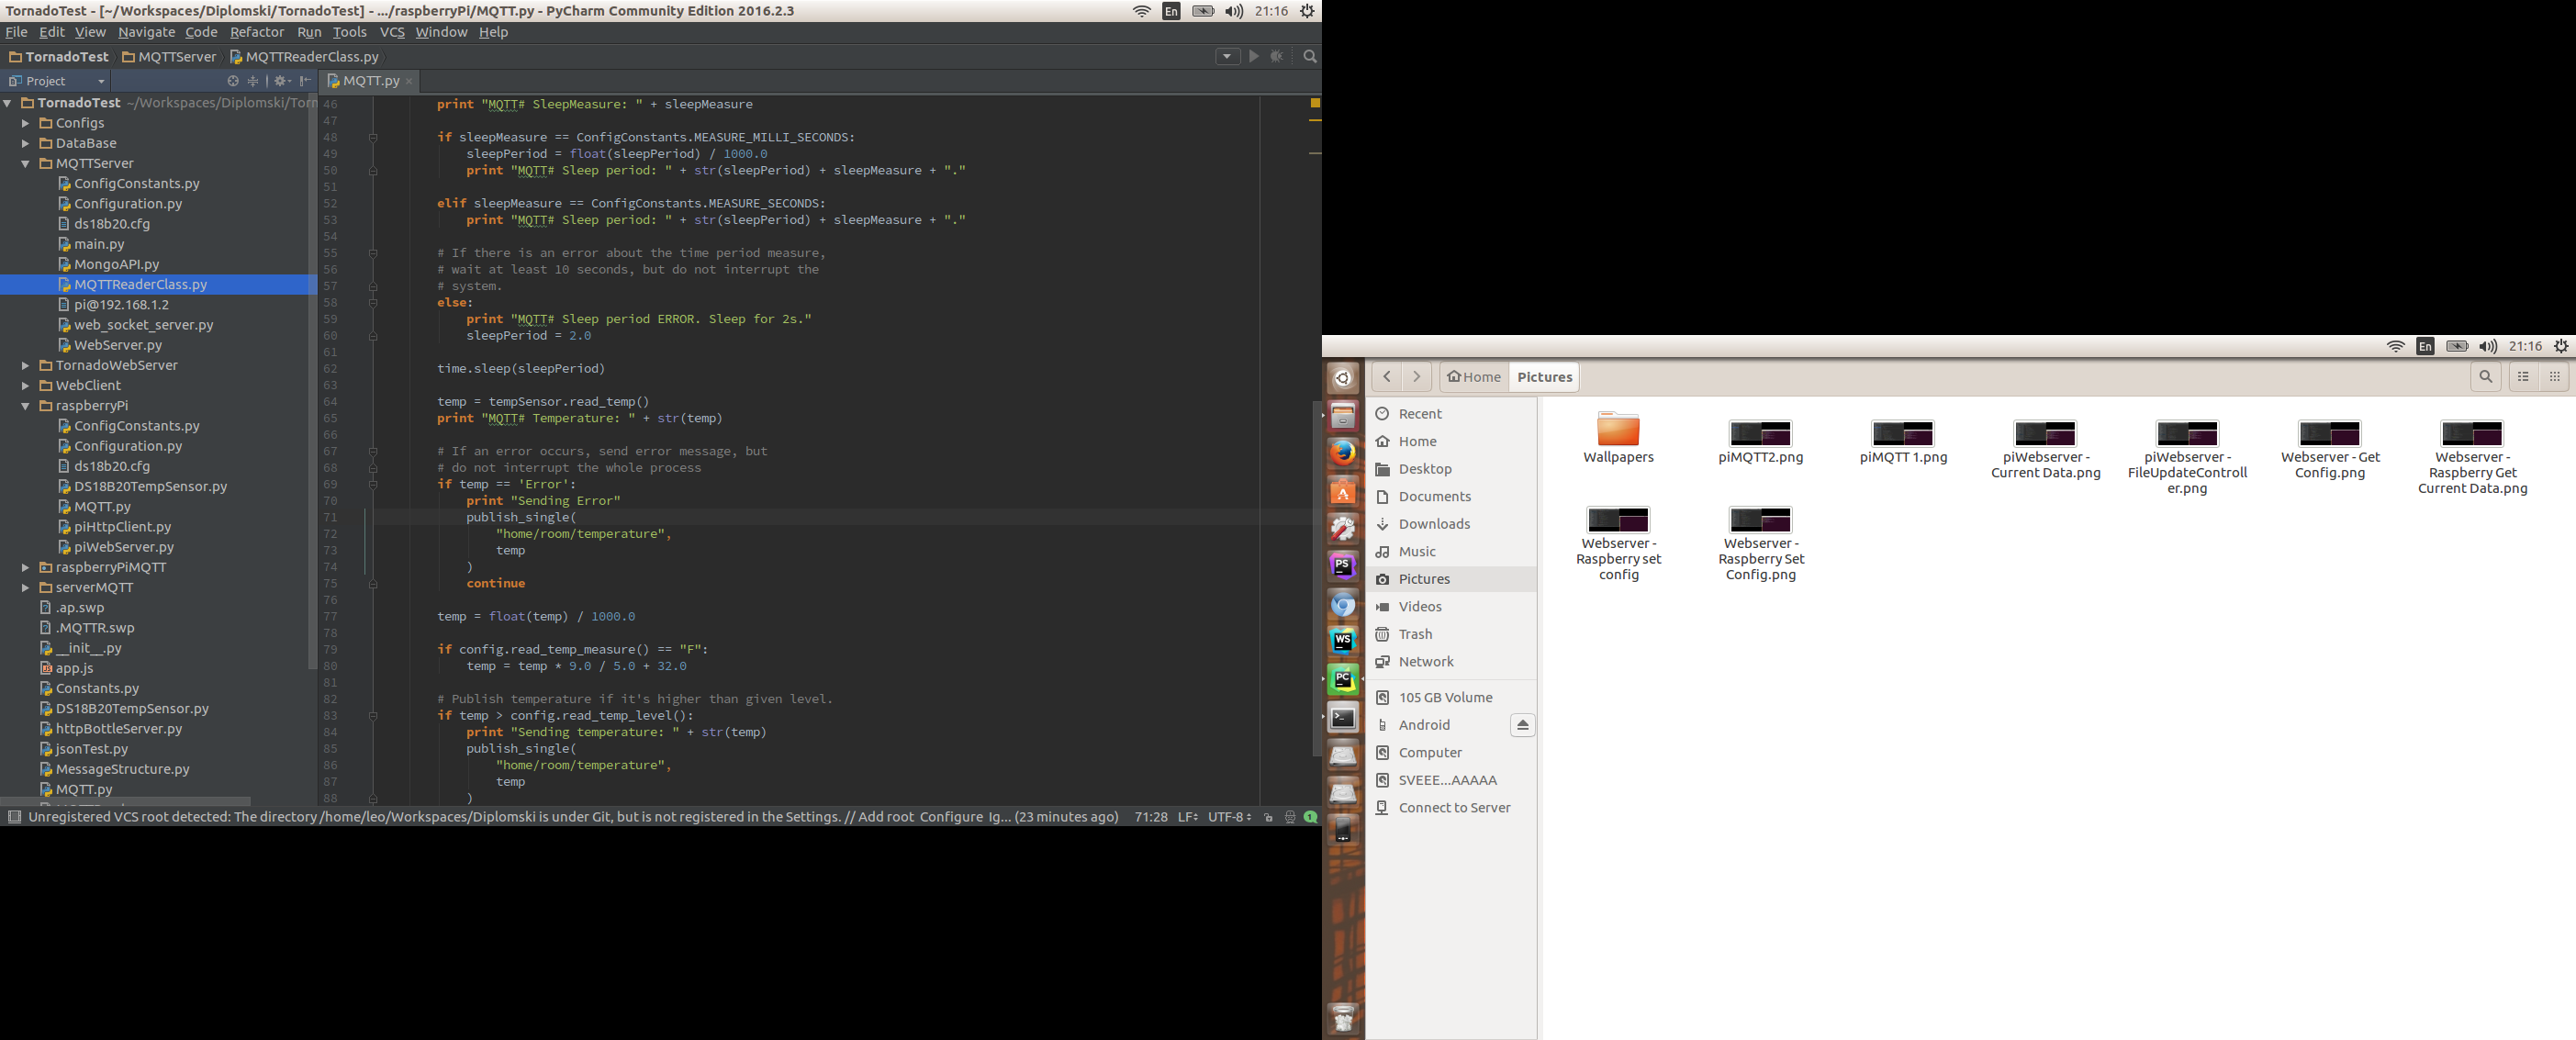 TornadoTest - [~/Workspaces/Diplomski/TornadoTest] - .../raspberryPi/MQTT.py - PyCharm Community Edition 2016.2.3
En
21:16
File Edit View Navigate Code Refactor Run Tools VCS Window Help
TornadoTest MQTTServer MQTTReaderClass.py
Project
TornadoTest ~/Workspaces/Diplomski/Torn
Configs
DataBase
MQTTServer
ConfigConstants.py
Configuration.py
ds18b20.cfg
main.py
MongoAPI.py
MQTTReaderClass.py
pi@192.168.1.2
web_socket_server.py
WebServer.py
TornadoWebServer
WebClient
raspberryPi
ConfigConstants.py
Configuration.py
ds18b20.cfg
DS18B20TempSensor.py
MQTT.py
piHttpClient.py
piWebServer.py
raspberryPiMQTT
serverMQTT
.ap.swp
.MQTTR.swp
__init__.py
app.js
Constants.py
DS18B20TempSensor.py
httpBottleServer.py
jsonTest.py
MessageStructure.py
MQTT.py
MQTT.py
46 print "MQTT# SleepMeasure: " + sleepMeasure
47
48 if sleepMeasure == ConfigConstants.MEASURE_MILLI_SECONDS:
49 sleepPeriod = float(sleepPeriod) / 1000.0
50 print "MQTT# Sleep period: " + str(sleepPeriod) + sleepMeasure + "."
51
52 elif sleepMeasure == ConfigConstants.MEASURE_SECONDS:
53 print "MQTT# Sleep period: " + str(sleepPeriod) + sleepMeasure + "."
54
55 # If there is an error about the time period measure,
56 # wait at least 10 seconds, but do not interrupt the
57 # system.
58 else:
59 print "MQTT# Sleep period ERROR. Sleep for 2s."
60 sleepPeriod = 2.0
61
62 time.sleep(sleepPeriod)
63
64 temp = tempSensor.read_temp()
65 print "MQTT# Temperature: " + str(temp)
66
67 # If an error occurs, send error message, but
68 # do not interrupt the whole process
69 if temp == 'Error':
70 print "Sending Error"
71 publish_single(
72 "home/room/temperature",
73 temp
74 )
75 continue
76
77 temp = float(temp) / 1000.0
78
79 if config.read_temp_measure() == "F":
80 temp = temp * 9.0 / 5.0 + 32.0
81
82 # Publish temperature if it's higher than given level.
83 if temp > config.read_temp_level():
84 print "Sending temperature: " + str(temp)
85 publish_single(
86 "home/room/temperature",
87 temp
88 )
Unregistered VCS root detected: The directory /home/leo/Workspaces/Diplomski is under Git, but is not registered in the Settings. // Add root Configure Ig... (23 minutes ago) 71:28 LF UTF-8 1
En
21:16
Home Pictures
Recent
Home
Desktop
Documents
Downloads
Music
Pictures
Videos
Trash
Network
105 GB Volume
Android
Computer
SVEEE...AAAAA
Connect to Server
PS
WS
PC
Wallpapers
piMQTT2.png
piMQTT 1.png
piWebserver -
Current Data.png
piWebserver -
FileUpdateControll
er.png
Webserver - Get
Config.png
Webserver -
Raspberry Get
Current Data.png
Webserver -
Raspberry set
config
Webserver -
Raspberry Set
Config.png